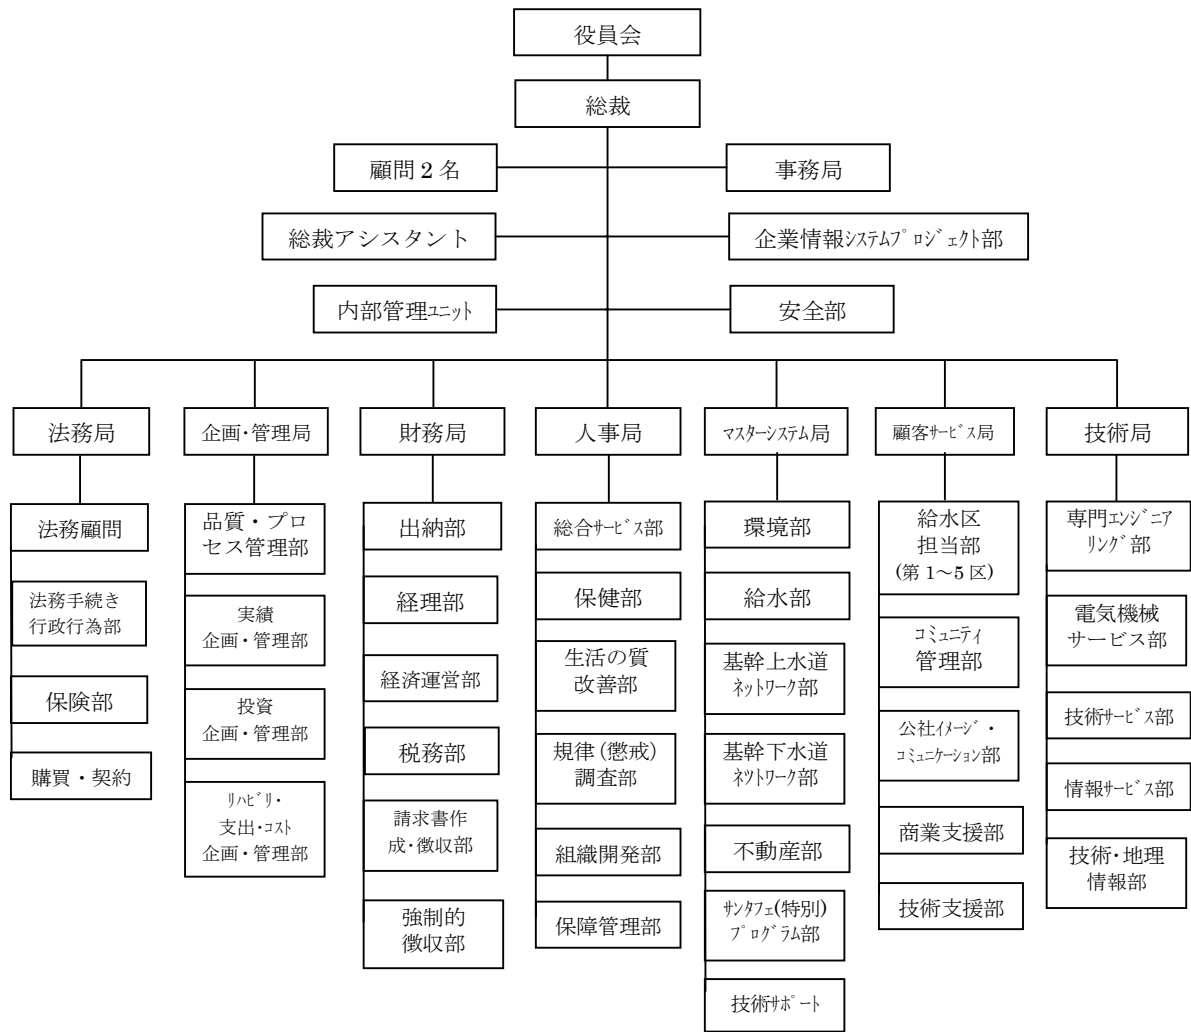 役員会
総裁
顧問2名
事務局
総裁アシスタント
企業情報ｼｽﾃﾑﾌﾟﾛｼﾞｪｸﾄ部
内部管理ﾕﾆｯﾄ
安全部
法務局
企画･管理局
財務局
人事局
ﾏｽﾀｰｼｽﾃﾑ局
顧客ｻｰﾋﾞｽ局
技術局
法務顧問
法務手続き
行政行為部
保険部
購買・契約
品質・プロ
セス管理部
実績
企画・管理部
投資
企画・管理部
ﾘﾊﾋﾞﾘ・
支出･ｺｽﾄ
企画・管理部
出納部
経理部
経済運営部
税務部
請求書作
成･徴収部
強制的
徴収部
総合ｻｰﾋﾞｽ部
保健部
生活の質
改善部
規律(懲戒)
調査部
組織開発部
保障管理部
環境部
給水部
基幹上水道
ﾈｯﾄﾜｰｸ部
基幹下水道
ﾈﾂﾄﾜｰｸ部
不動産部
ｻﾝﾀﾌｪ(特別)
ﾌﾟﾛｸﾞﾗﾑ部
技術ｻﾎﾟｰﾄ
給水区
担当部
(第1～5区)
ｺﾐｭﾆﾃｨ
管理部
公社ｲﾒｰｼﾞ・
ｺﾐｭﾆｹｰｼｮﾝ部
商業支援部
技術支援部
専門ｴﾝｼﾞﾆｱ
ﾘﾝｸﾞ部
電気機械
サービス部
技術ｻｰﾋﾞｽ部
情報ｻｰﾋﾞｽ部
技術・地理
情報部